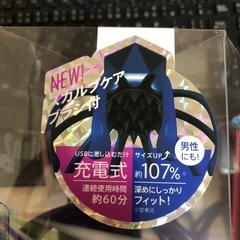 NEW!
スカルプケア
ブラシ付
USBに差し込むだけ
充電式
連続使用時間
約60分
サイズUP
約107%
深めにしっかり
フィット!
※従来比
男性
にも!